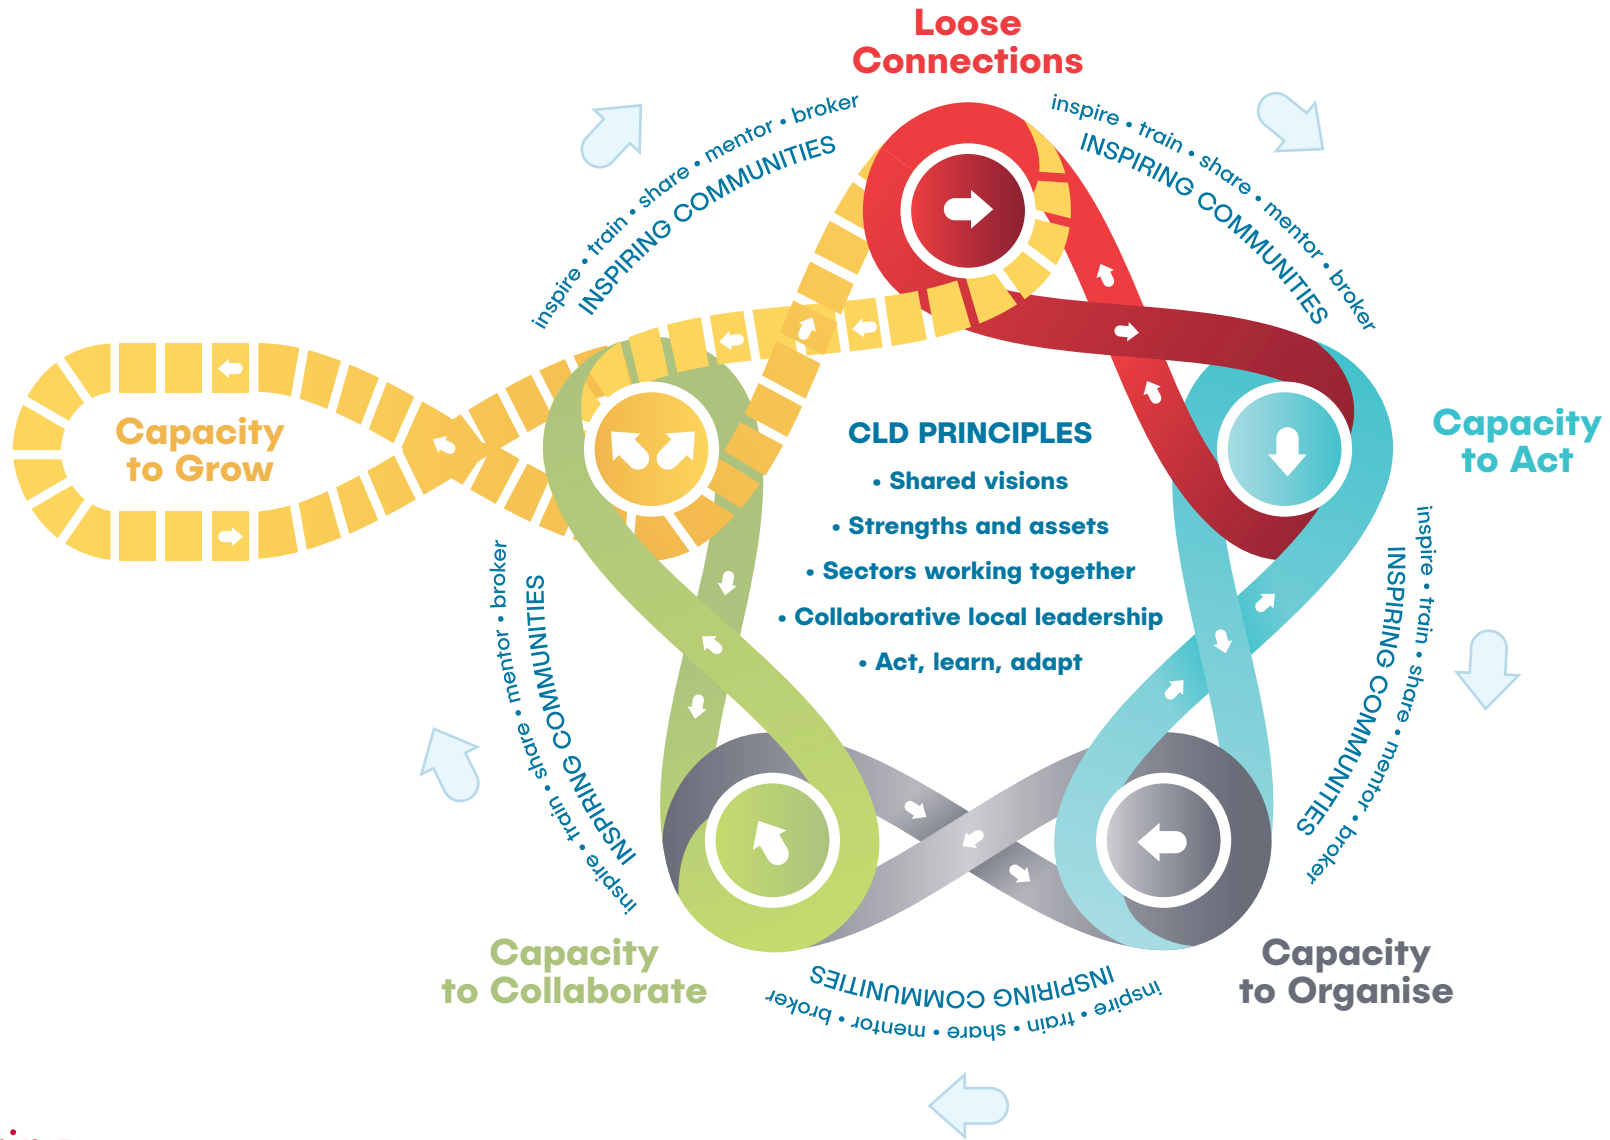 Loose
Connections
inspire • train • share • mentor • broker
INSPIRING COMMUNITIES
inspire • train • share • mentor • broker
INSPIRING COMMUNITIES
Capacity
to Grow
CLD PRINCIPLES
• Shared visions
• Strengths and assets
• Sectors working together
• Collaborative local leadership
• Act, learn, adapt
Capacity
to Act
inspire • train • share • mentor • broker
INSPIRING COMMUNITIES
inspire • train • share • mentor • broker
INSPIRING COMMUNITIES
Capacity
to Collaborate
Capacity
to Organise
INSPIRING COMMUNITIES
inspire • train • share • mentor • broker